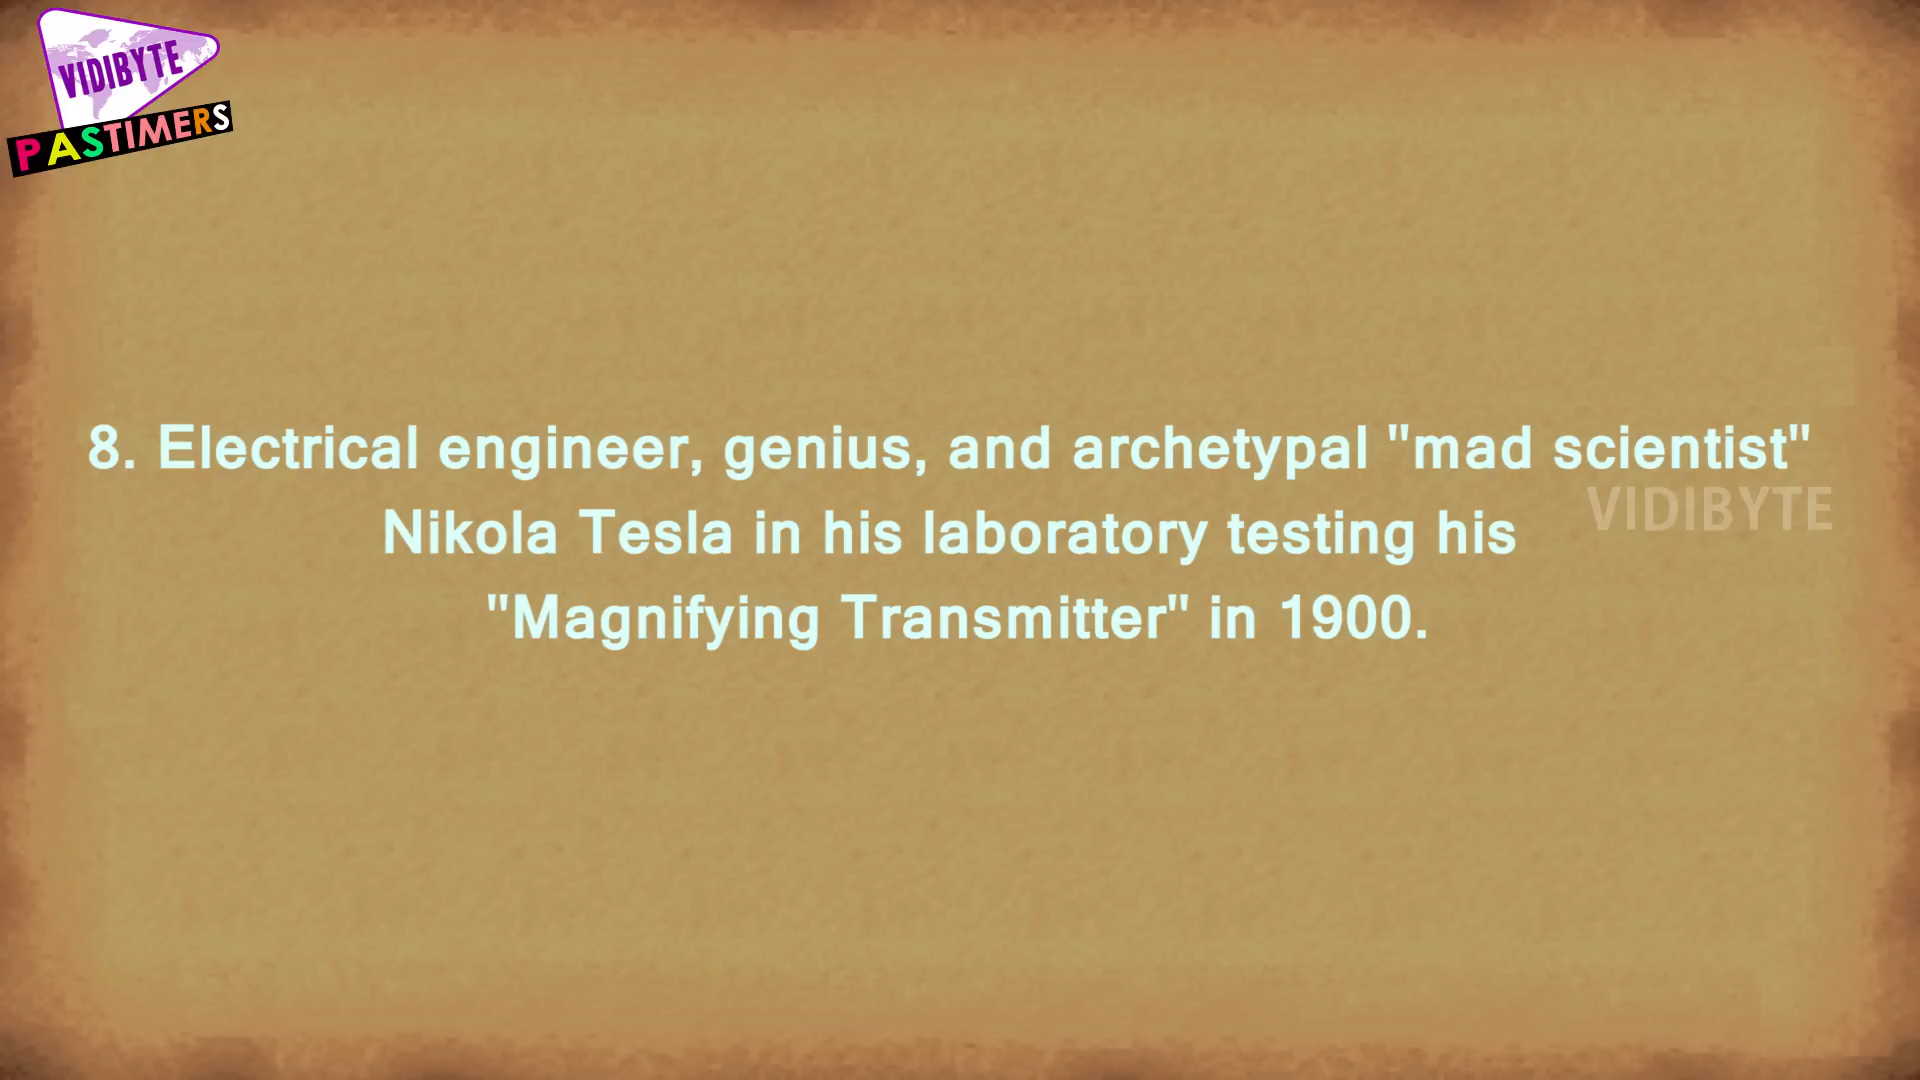 VIDIBYTE
PASTIMERS
8. Electrical engineer, genius, and archetypal "mad scientist"
VIDIBYTE
Nikola Tesla in his laboratory testing his
"Magnifying Transmitter" in 1900.